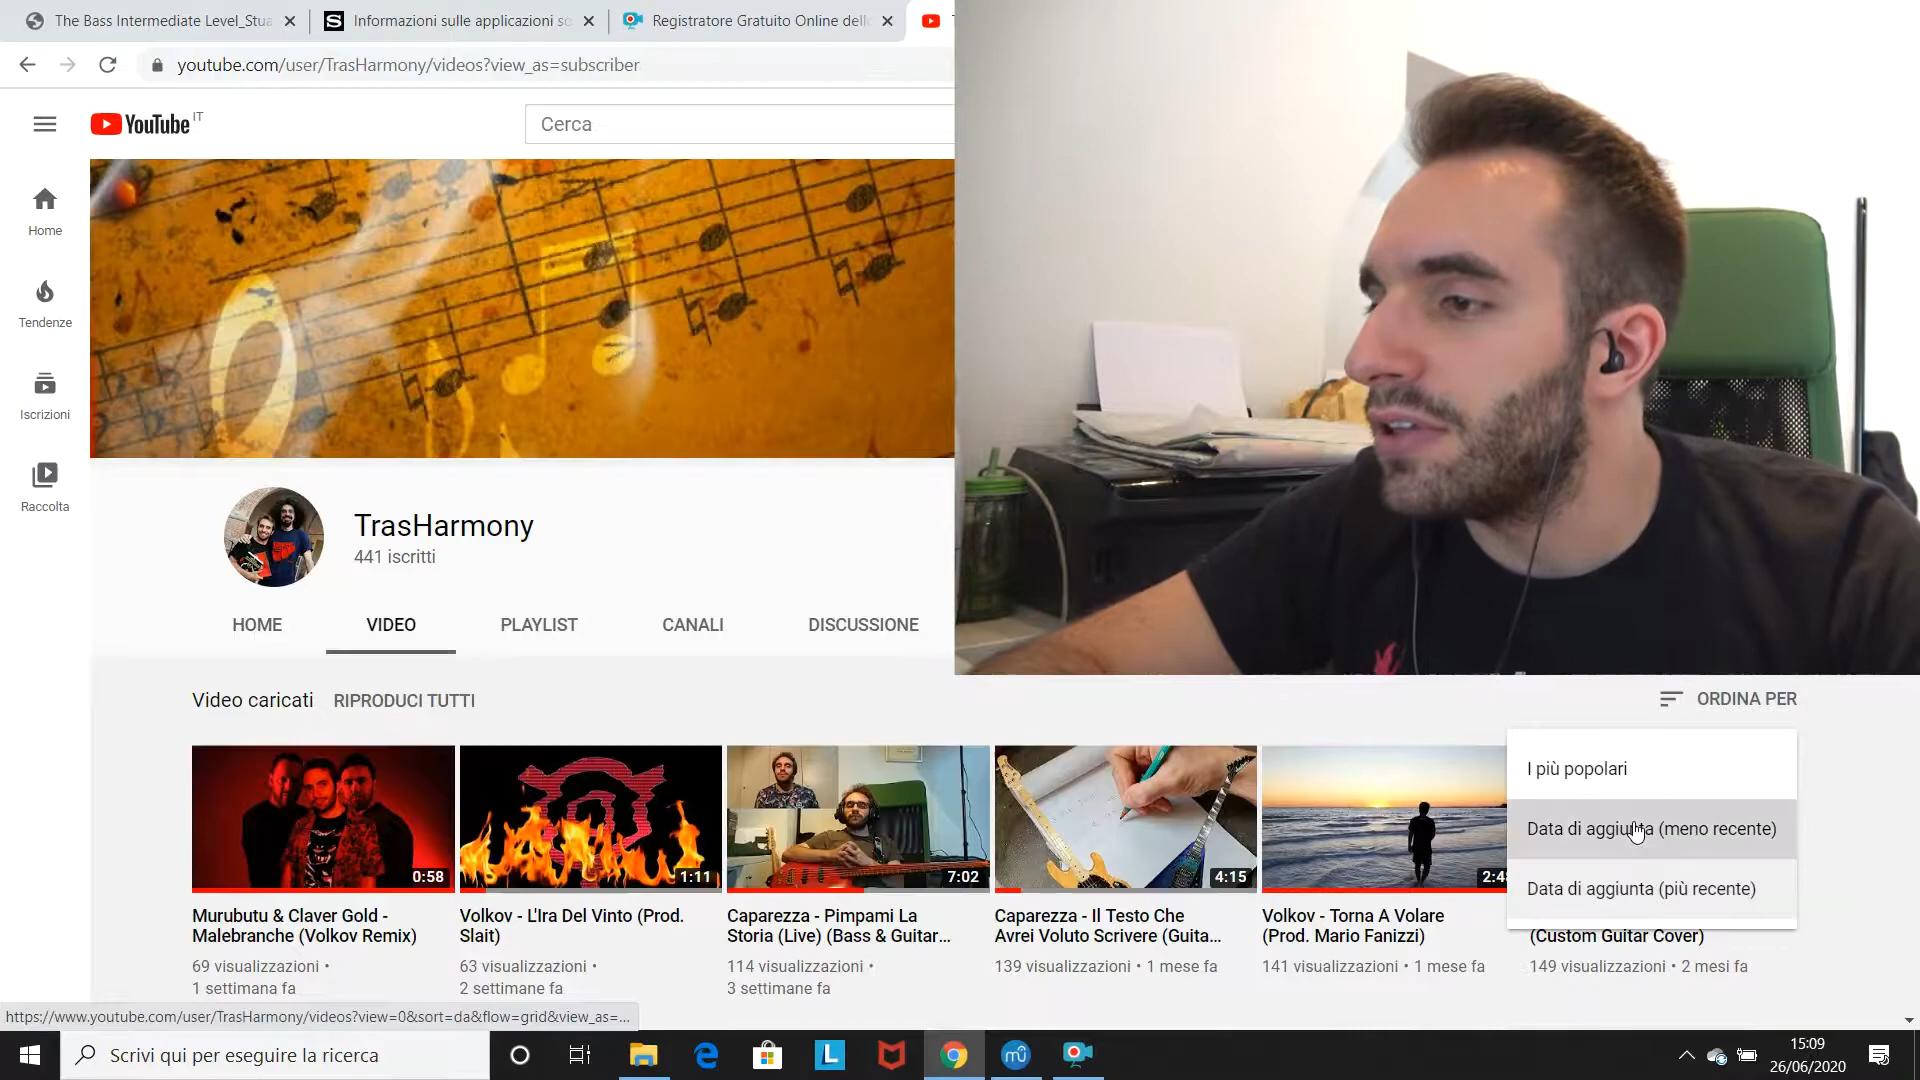 The Bass Intermediate Level_Stu
Informazioni sulle applicazioni so
Registratore Gratuito Online dell
youtube.com/user/TrasHarmony/videos?view_as=subscriber
YouTube IT
Cerca
Home
Tendenze
Iscrizioni
Raccolta
TrasHarmony
441 iscritti
HOME VIDEO PLAYLIST CANALI DISCUSSIONE
Video caricati RIPRODUCI TUTTI
ORDINA PER
I più popolari
Data di aggiunta (meno recente)
Data di aggiunta (più recente)
0:58
1:11
7:02
4:15
2:48
Murubutu & Claver Gold -
Malebranche (Volkov Remix)
69 visualizzazioni •
1 settimana fa
Volkov - L'Ira Del Vinto (Prod.
Slait)
63 visualizzazioni •
2 settimane fa
Caparezza - Pimpami La
Storia (Live) (Bass & Guitar...
114 visualizzazioni •
3 settimane fa
Caparezza - Il Testo Che
Avrei Voluto Scrivere (Guita...
139 visualizzazioni • 1 mese fa
Volkov - Torna A Volare
(Prod. Mario Fanizzi)
141 visualizzazioni • 1 mese fa
(Custom Guitar Cover)
149 visualizzazioni • 2 mesi fa
https://www.youtube.com/user/TrasHarmony/videos?view=0&sort=da&flow=grid&view_as=...
Scrivi qui per eseguire la ricerca
15:09
26/06/2020